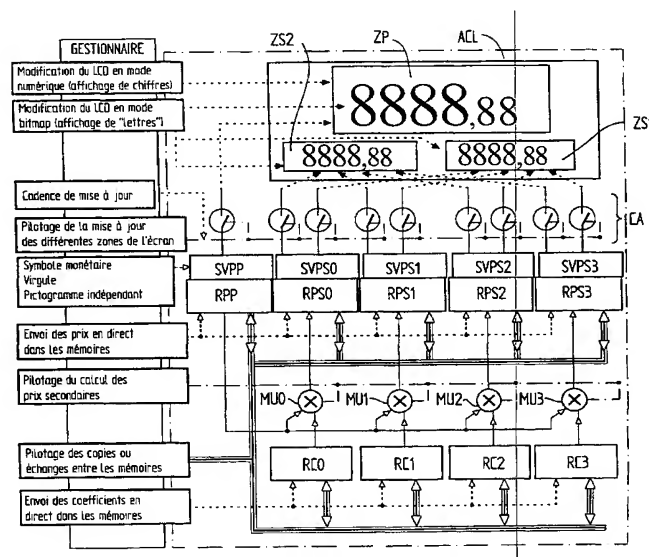 GESTIONNAIRE
ZS2
ZP
ACL
Modification du LCD en mode
numérique (affichage de chiffres)
Modification du LCD en mode
bitmap (affichage de "lettres")
8888,88
8888,88
8888,88
ZS
Cadence de mise à jour
Pilotage de la mise à jour
des différentes zones de l'écran
CA
Symbole monétaire
Virgule
Pictogramme indépendant
SVPP
SVPS0
SVPS1
SVPS2
SVPS3
RPP
RPS0
RPS1
RPS2
RPS3
Envoi des prix en direct
dans les mémoires
Pilotage du calcul des
prix secondaires
MU0
MU1
MU2
MU3
Pilotage des copies ou
échanges entre les mémoires
RC0
RC1
RC2
RC3
Envoi des coefficients en
direct dans les mémoires